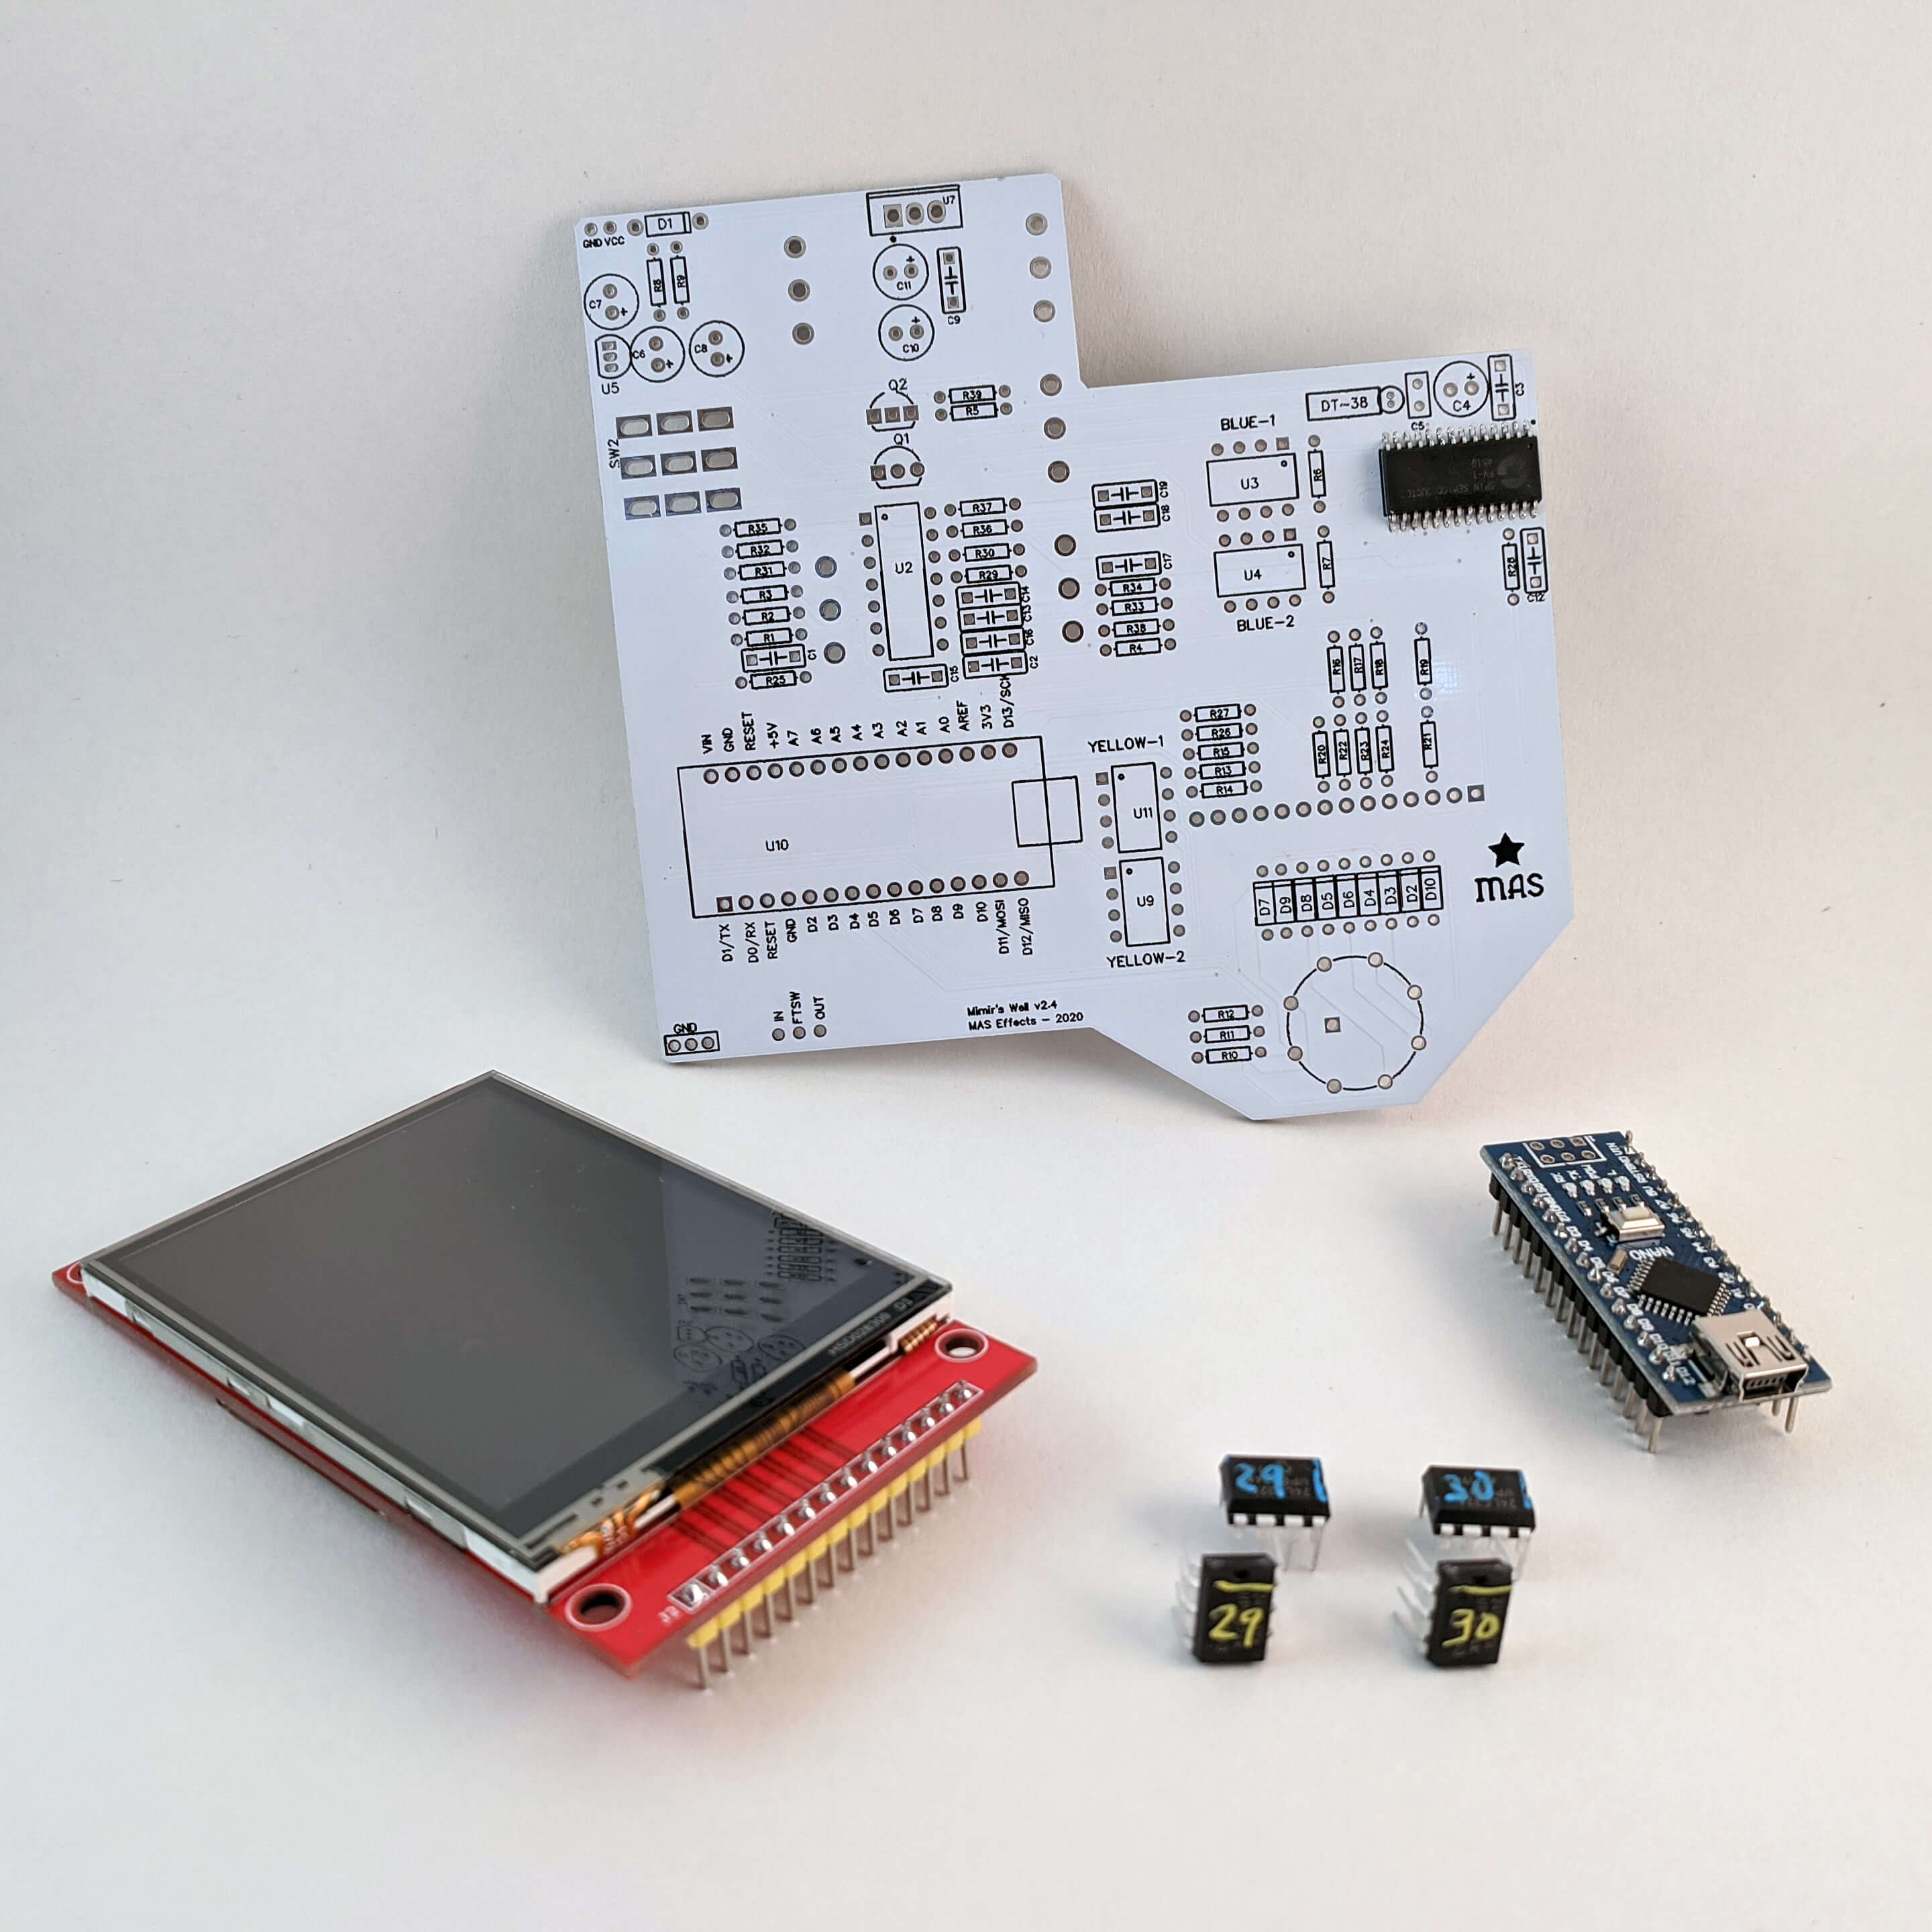 GND VCC
D1
U7
R8
R9
C7
C11
C9
C6
C8
C10
U5
Q2
R39
R5
SW2
Q1
DT-38
C5
C4
C3
BLUE-1
U3
R6
C19
C18
U4
R7
BLUE-2
C17
R34
R33
R38
R4
R28
C12
R35
R32
R31
R3
R2
R1
C1
R25
U2
R37
R36
R30
R29
C14
C13
C16
C2
C15
R16
R17
R18
R19
R20
R22
R23
R24
R21
VIN
GND
RESET
+5V
A7
A6
A5
A4
A3
A2
A1
A0
AREF
3V3
D13/SCK
U10
D1/TX
D0/RX
RESET
GND
D2
D3
D4
D5
D6
D7
D8
D9
D10
D11/MOSI
D12/MISO
YELLOW-1
U11
U9
YELLOW-2
R27
R26
R15
R13
R14
MAS
D7
D9
D8
D5
D6
D4
D3
D2
D10
R12
R11
R10
GND
IN
FTSW
OUT
Mimir's Well v2.4
MAS Effects - 2020
NANO
29
30
29
30